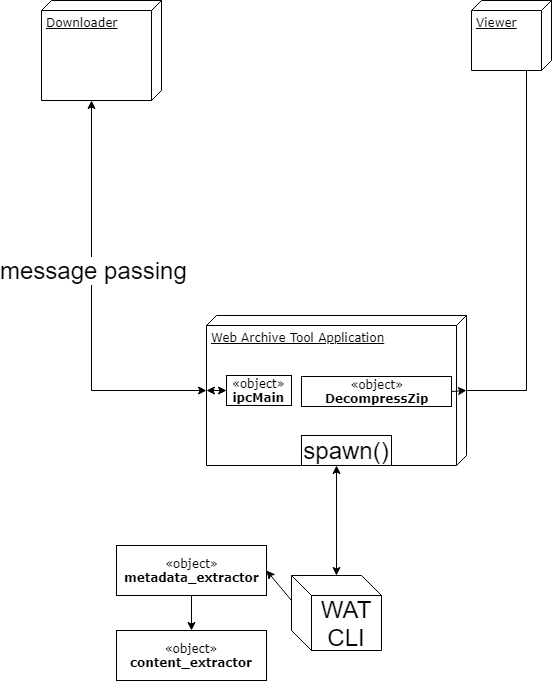 Downloader
Viewer
message passing
Web Archive Tool Application
«object»
ipcMain
«object»
DecompressZip
spawn()
«object»
metadata_extractor
WAT
CLI
«object»
content_extractor